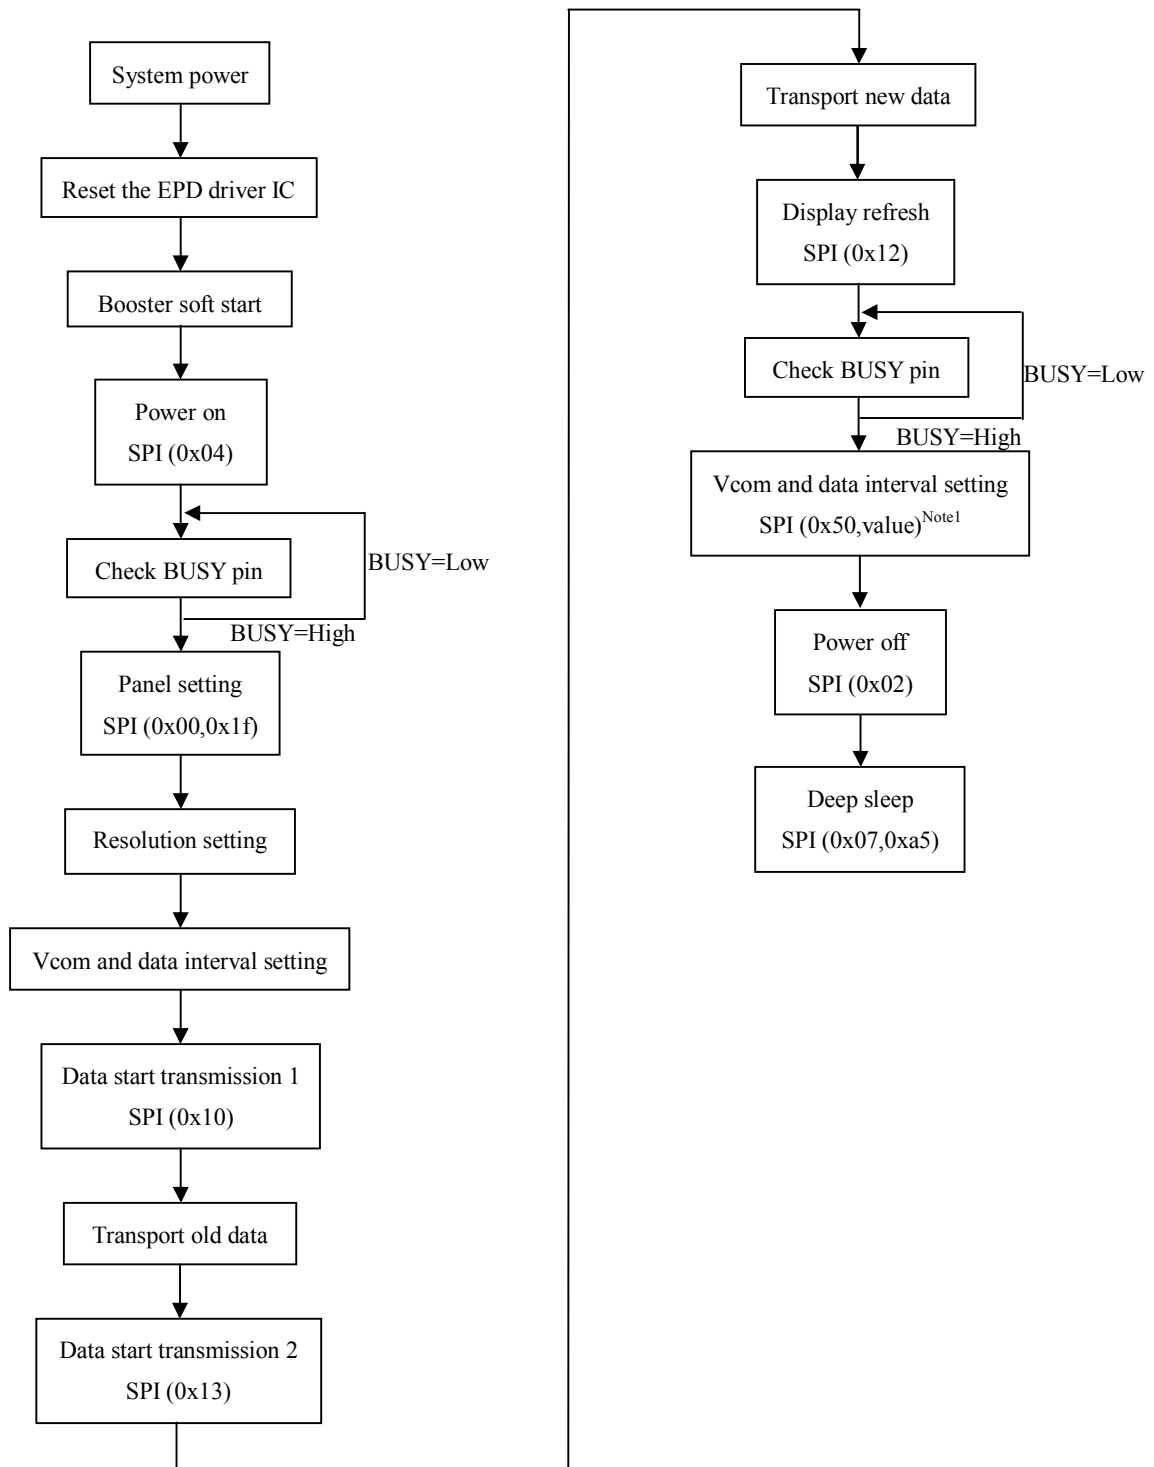 System power
Reset the EPD driver IC
Booster soft start
Power on
SPI (0x04)
Check BUSY pin
BUSY=Low
BUSY=High
Panel setting
SPI (0x00,0x1f)
Resolution setting
Vcom and data interval setting
Data start transmission 1
SPI (0x10)
Transport old data
Data start transmission 2
SPI (0x13)
Transport new data
Display refresh
SPI (0x12)
Check BUSY pin
BUSY=Low
BUSY=High
Vcom and data interval setting
SPI (0x50,value)Note1
Power off
SPI (0x02)
Deep sleep
SPI (0x07,0xa5)